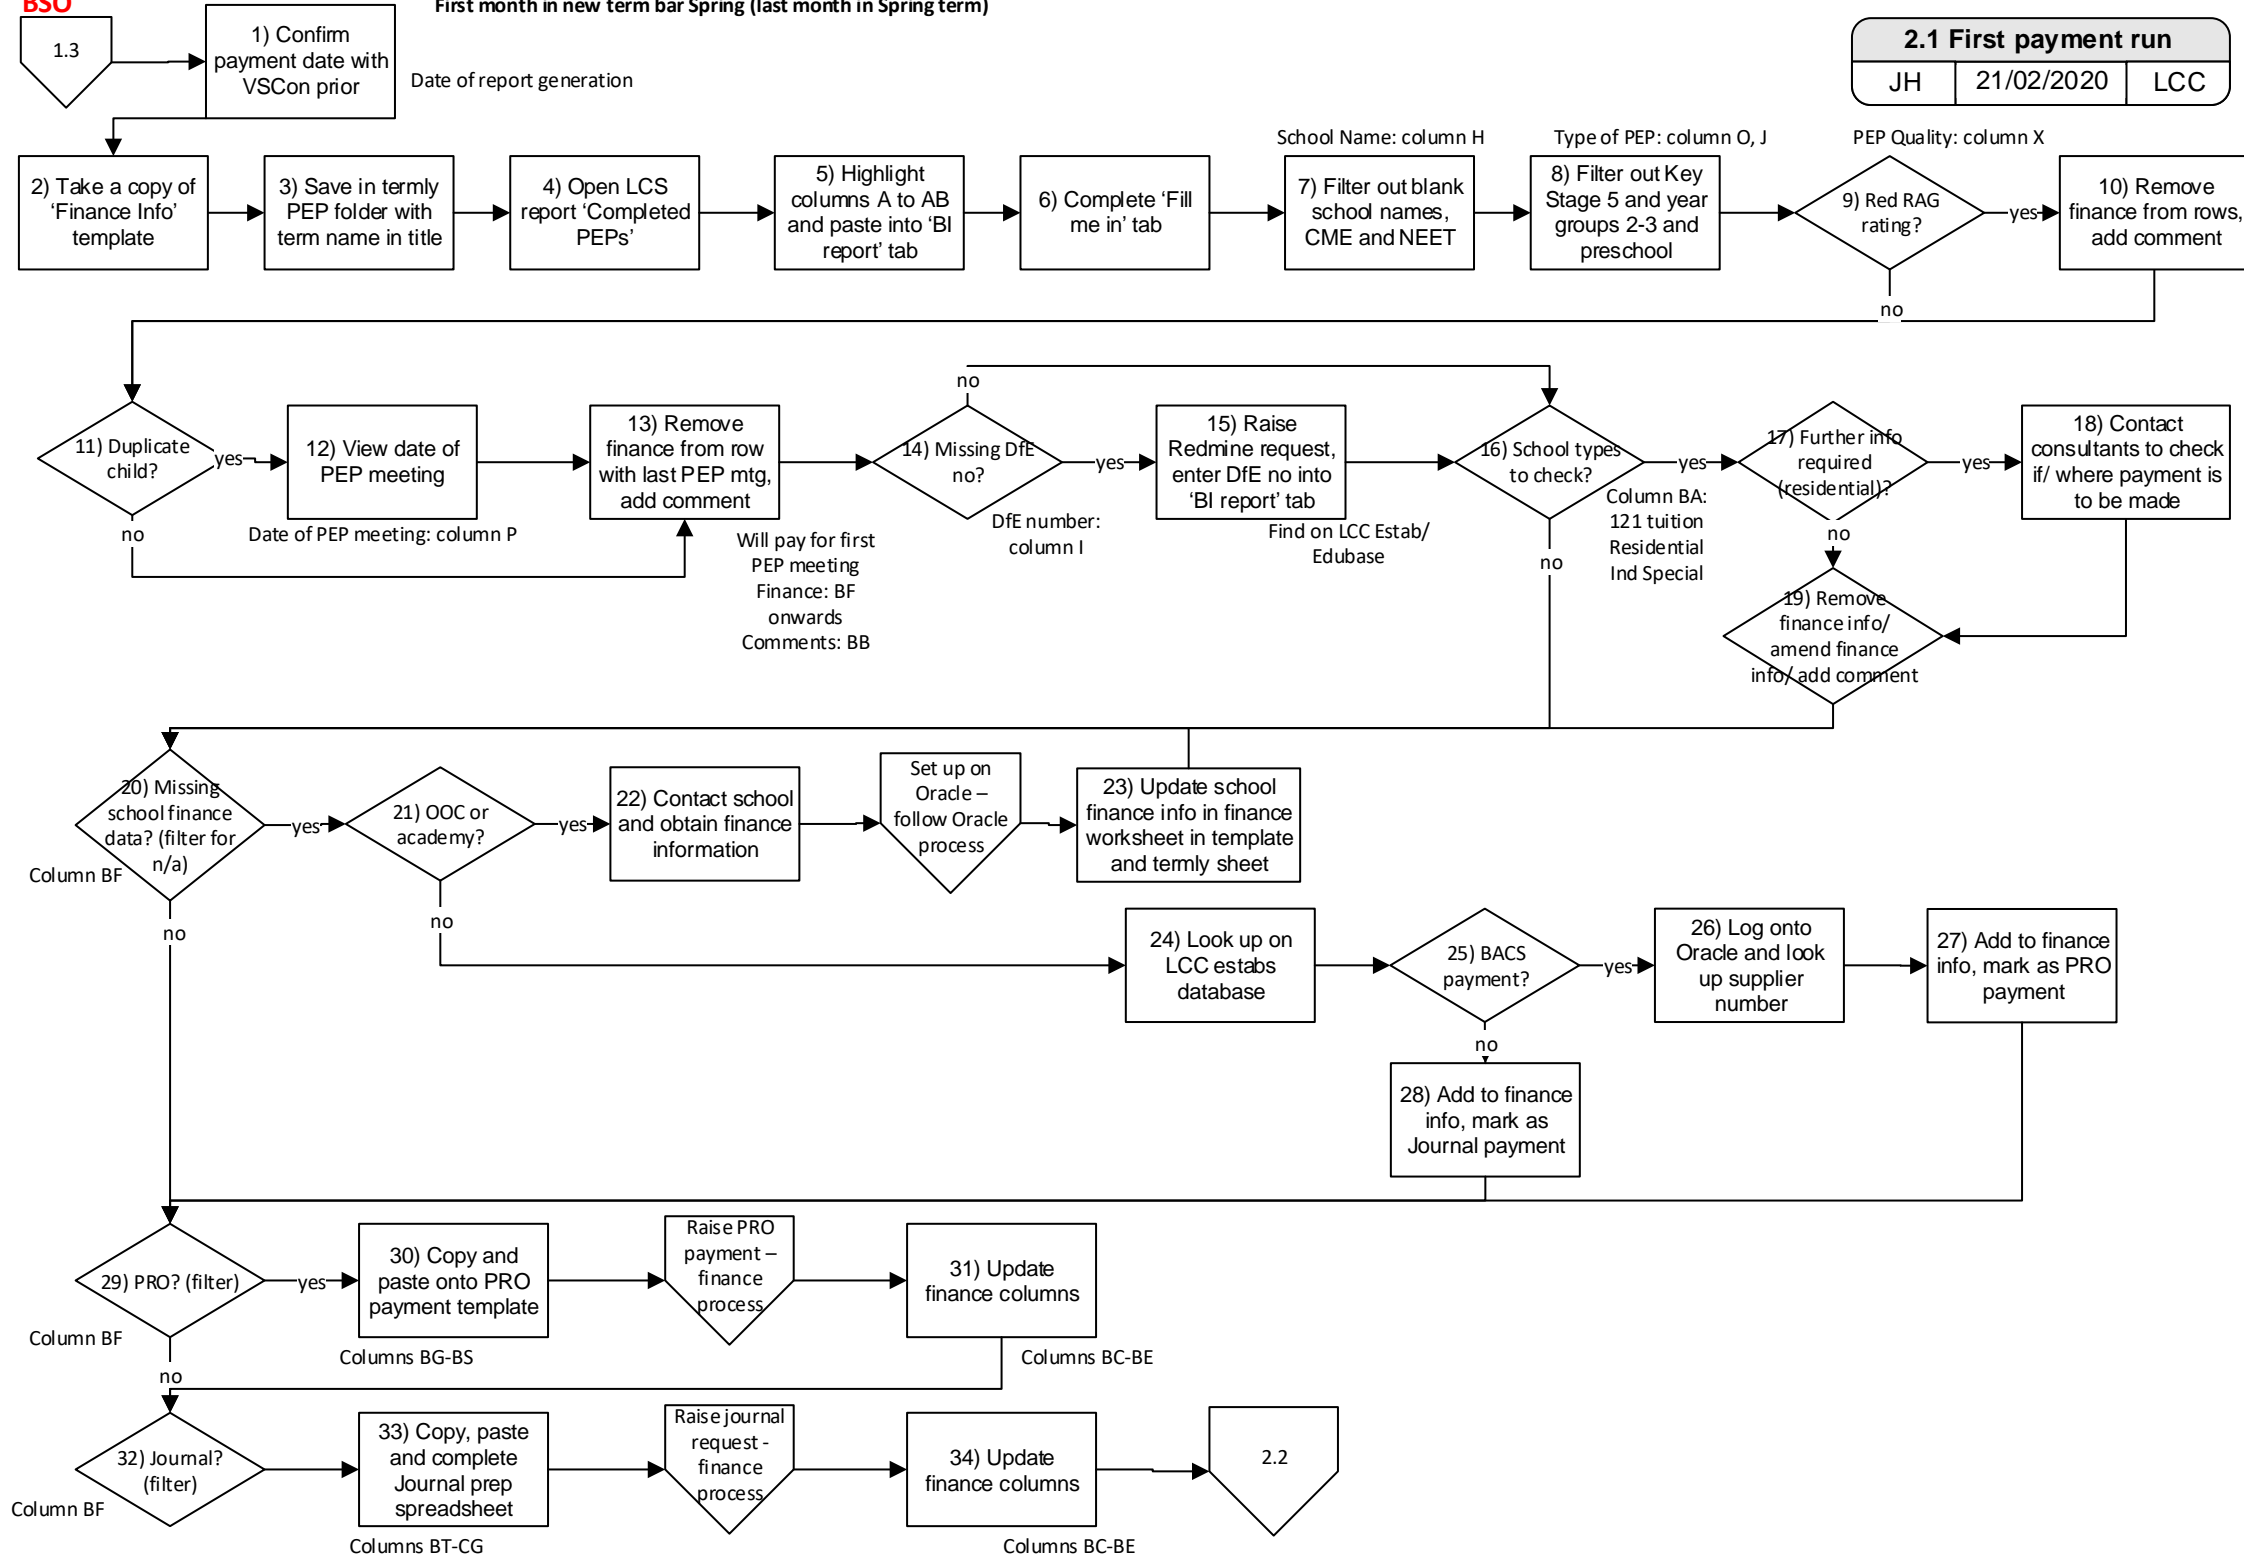 BSO
First month in new term bar Spring (last month in Spring term)
2.1 First payment run
JH 21/02/2020 LCC
1.3
1) Confirm
payment date with
VSCon prior
Date of report generation
School Name: column H
Type of PEP: column O, J
PEP Quality: column X
2) Take a copy of
‘Finance Info’
template
3) Save in termly
PEP folder with
term name in title
4) Open LCS
report ‘Completed
PEPs’
5) Highlight
columns A to AB
and paste into ‘BI
report’ tab
6) Complete ‘Fill
me in’ tab
7) Filter out blank
school names,
CME and NEET
8) Filter out Key
Stage 5 and year
groups 2-3 and
preschool
9) Red RAG
rating?
yes
10) Remove
finance from rows,
add comment
no
11) Duplicate
child?
yes
no
12) View date of
PEP meeting
Date of PEP meeting: column P
13) Remove
finance from row
with last PEP mtg,
add comment
Will pay for first
PEP meeting
Finance: BF
onwards
Comments: BB
no
14) Missing DfE
no?
yes
DfE number:
column I
15) Raise
Redmine request,
enter DfE no into
‘BI report’ tab
Find on LCC Estab/
Edubase
16) School types
to check?
yes
no
Column BA:
121 tuition
Residential
Ind Special
17) Further info
required
(residential)?
yes
no
18) Contact
consultants to check
if/ where payment is
to be made
19) Remove
finance info/
amend finance
info/ add comment
20) Missing
school finance
data? (filter for
n/a)
Column BF
yes
no
21) OOC or
academy?
yes
no
22) Contact school
and obtain finance
information
Set up on
Oracle –
follow Oracle
process
23) Update school
finance info in finance
worksheet in template
and termly sheet
24) Look up on
LCC estabs
database
25) BACS
payment?
yes
no
26) Log onto
Oracle and look
up supplier
number
27) Add to finance
info, mark as PRO
payment
28) Add to finance
info, mark as
Journal payment
29) PRO? (filter)
Column BF
yes
no
30) Copy and
paste onto PRO
payment template
Columns BG-BS
Raise PRO
payment –
finance
process
31) Update
finance columns
Columns BC-BE
32) Journal?
(filter)
Column BF
33) Copy, paste
and complete
Journal prep
spreadsheet
Columns BT-CG
Raise journal
request -
finance
process
34) Update
finance columns
Columns BC-BE
2.2